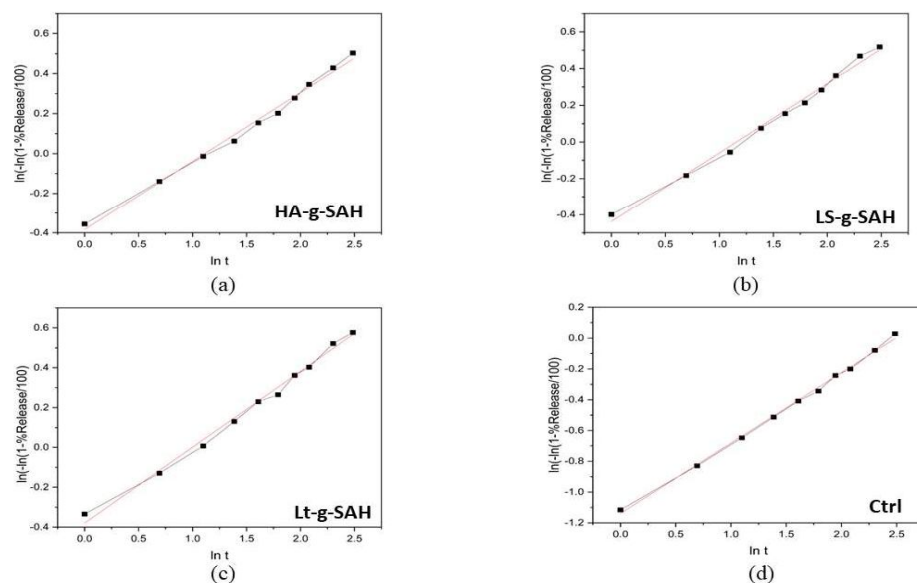 0.6
0.4
0.2
0.0
-0.2
-0.4
ln(-ln(1-%Release/100)
0.0 0.5 1.0 1.5 2.0 2.5
ln t
HA-g-SAH
(a)
0.6
0.4
0.2
0.0
-0.2
-0.4
ln(-ln(1-%Release/100)
0.0 0.5 1.0 1.5 2.0 2.5
ln t
LS-g-SAH
(b)
0.6
0.4
0.2
0.0
-0.2
-0.4
ln(-ln(1-%Release/100)
0.0 0.5 1.0 1.5 2.0 2.5
ln t
Lt-g-SAH
(c)
0.2
0.0
-0.2
-0.4
-0.6
-0.8
-1.0
-1.2
ln(-ln(1-%Release/100)
0.0 0.5 1.0 1.5 2.0 2.5
ln t
Ctrl
(d)